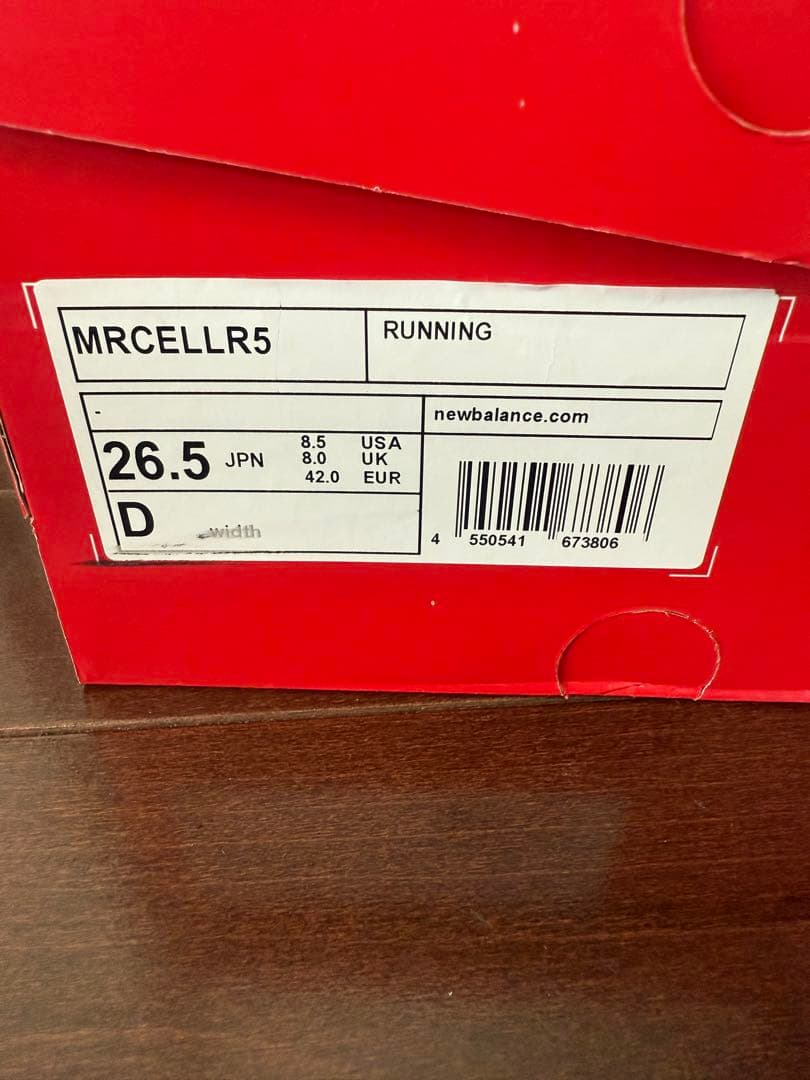 MRCELLR5
RUNNING
-
newbalance.com
26.5 JPN
8.5 USA
8.0 UK
42.0 EUR
D width
4 550541 673806